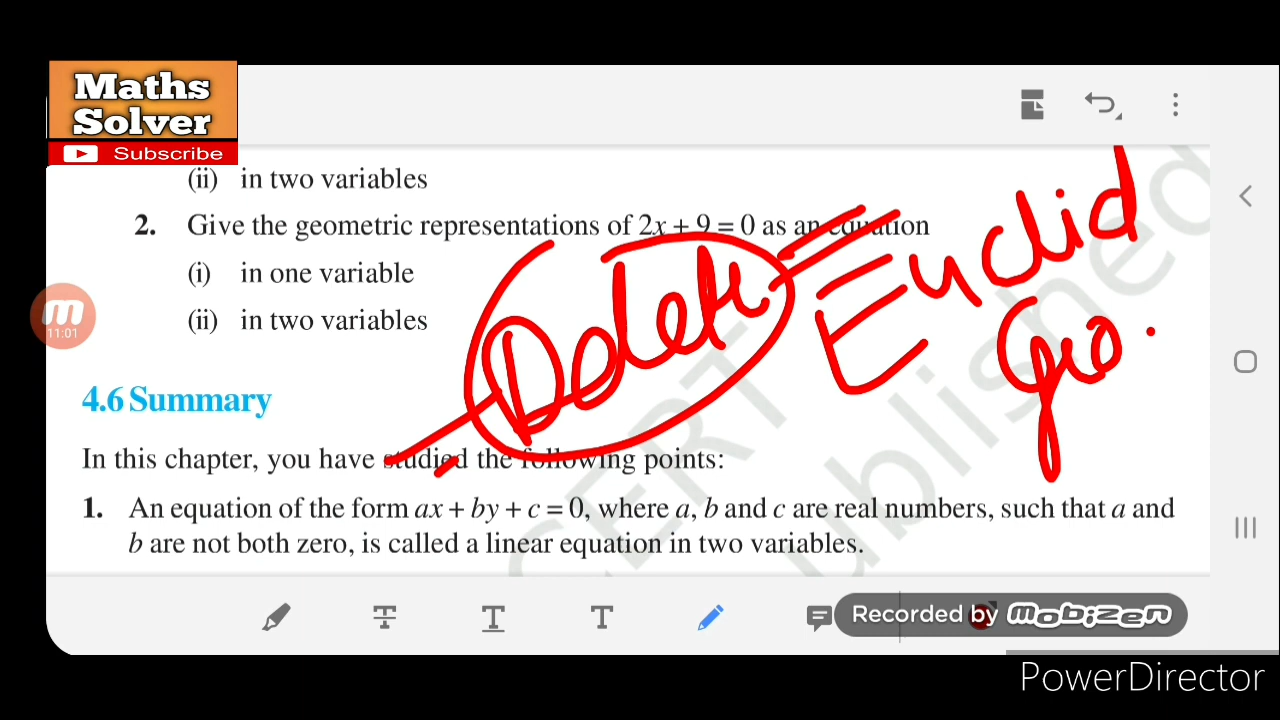 Maths
Solver
Subscribe
(ii) in two variables
2. Give the geometric representations of 2x + 9 = 0 as an equation
(i) in one variable
(ii) in two variables
Delete
Euclid
Geo.
11:01
4.6 Summary
In this chapter, you have studied the following points:
1. An equation of the form ax + by + c = 0, where a, b and c are real numbers, such that a and
b are not both zero, is called a linear equation in two variables.
T T T
Recorded by mobizen
PowerDirector